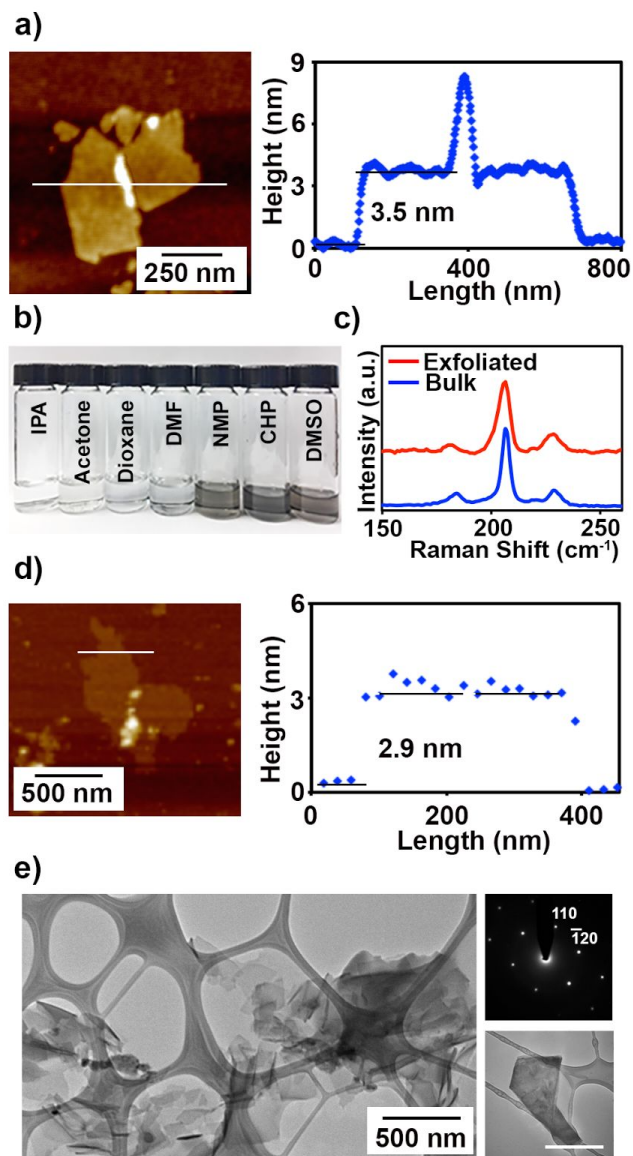 a)
250 nm
Height (nm)
9
6
3
0
3.5 nm
0
400
800
Length (nm)
b)
IPA
Acetone
Dioxane
DMF
NMP
CHP
DMSO
c)
Intensity (a.u.)
Exfoliated
Bulk
150
200
250
Raman Shift (cm⁻¹)
d)
500 nm
Height (nm)
6
3
0
2.9 nm
0
200
400
Length (nm)
e)
500 nm
110
1̅20